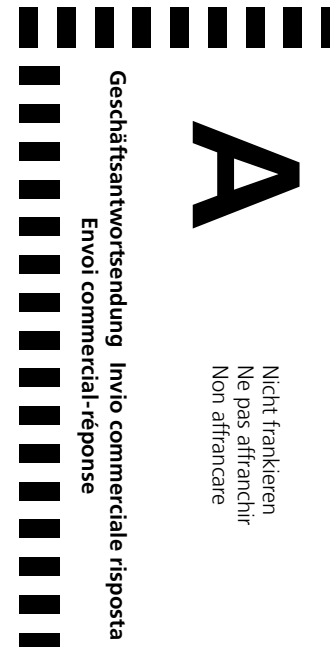 A
Nicht frankieren
Ne pas affranchir
Non affrancare
Geschäftsantwortsendung Invio commerciale risposta
Envoi commercial-réponse